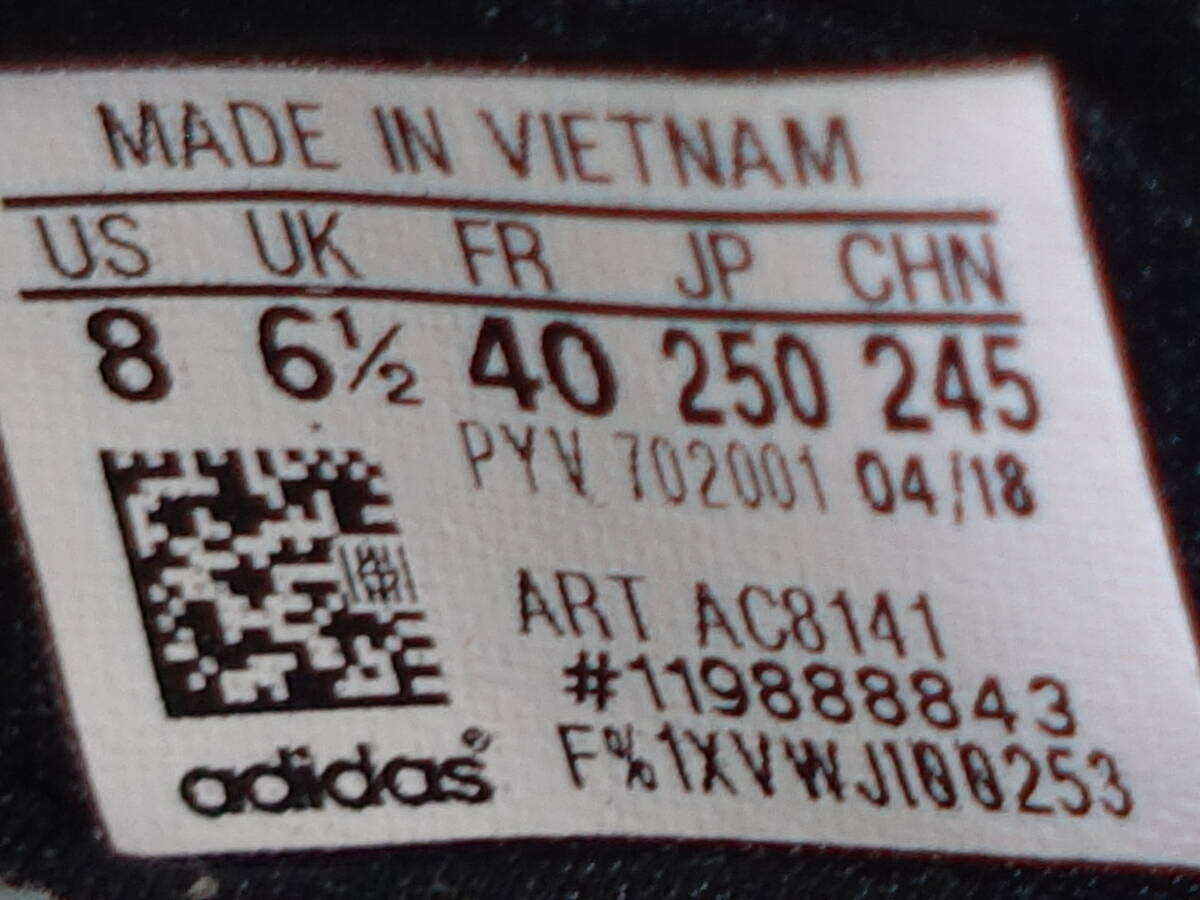 MADE IN VIETNAM
US UK FR JP CHN
8 6½ 40 250 245
PYV 702001 04/18
ART AC8141
#119888843
F%1XVWJ100253
adidas®